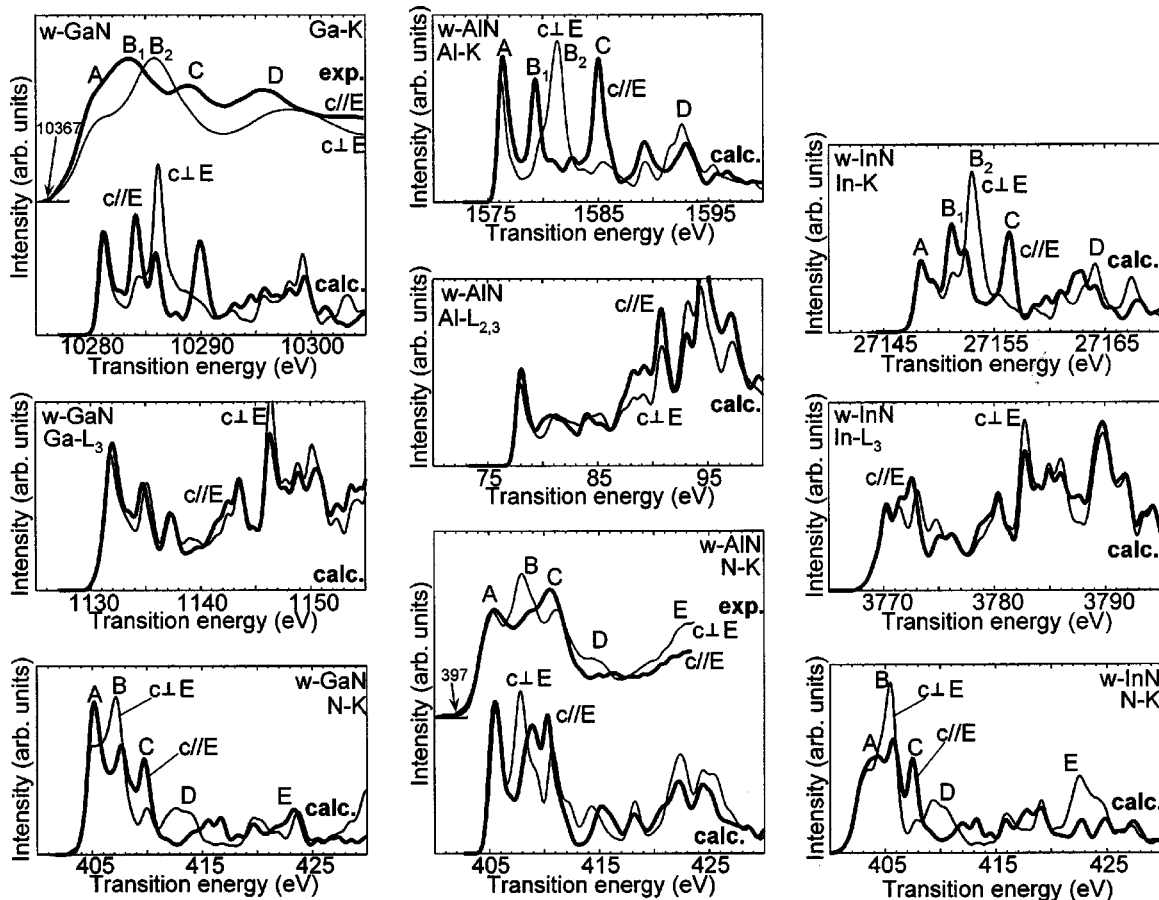 w-GaN
Ga-K
A
B1
B2
C
D
exp.
c//E
c⊥E
10367
c⊥E
c//E
calc.
Intensity (arb. units)
10280 10290 10300
Transition energy (eV)
w-GaN
Ga-L3
c⊥E
c//E
calc.
Intensity (arb. units)
1130 1140 1150
Transition energy (eV)
w-GaN
N-K
A
B
c⊥E
C
c//E
D
E
calc.
Intensity (arb. units)
405 415 425
Transition energy (eV)
w-AlN
Al-K
A
B1
c⊥E
B2
C
c//E
D
calc.
Intensity (arb. units)
1575 1585 1595
Transition energy (eV)
w-AlN
Al-L2,3
c//E
c⊥E
calc.
Intensity (arb. units)
75 85 95
Transition energy (eV)
w-AlN
N-K
A
B
C
exp.
D
E
c⊥E
c//E
397
c⊥E
c//E
calc.
Intensity (arb. units)
405 415 425
Transition energy (eV)
w-InN
In-K
A
B1
B2
c⊥E
C
c//E
D
calc.
Intensity (arb. units)
27145 27155 27165
Transition energy (eV)
w-InN
In-L3
c⊥E
c//E
calc.
Intensity (arb. units)
3770 3780 3790
Transition energy (eV)
w-InN
N-K
A
B
c⊥E
C
c//E
D
E
calc.
Intensity (arb. units)
405 415 425
Transition energy (eV)